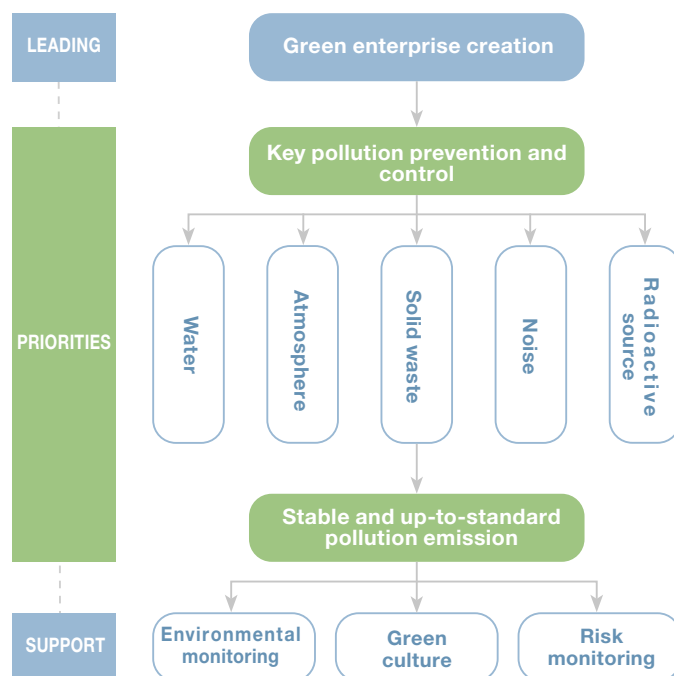 LEADING
Green enterprise creation
Key pollution prevention and
control
PRIORITIES
Water
Atmosphere
Solid waste
Noise
Radioactive
source
Stable and up-to-standard
pollution emission
SUPPORT
Environmental
monitoring
Green
culture
Risk
monitoring